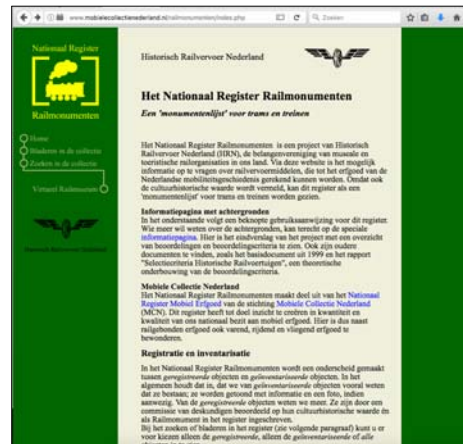 www.mobielecollectienederland.nl/railmonumenten/index.php
Zoeken
Nationaal Register
Railmonumenten
Home
Bladeren in de collectie
Zoeken in de collectie
Virtueel Railmuseum
Historisch Railvervoer Nederland
Historisch Railvervoer Nederland
Het Nationaal Register Railmonumenten
Een 'monumentenlijst' voor trams en treinen
Het Nationaal Register Railmonumenten is een project van Historisch
Railvervoer Nederland (HRN), de belangenvereniging van museale en
toeristische railorganisaties in ons land. Via deze website is het mogelijk
informatie op te vragen over railvervoermiddelen, die tot het erfgoed van de
Nederlandse mobiliteitsgeschiedenis gerekend kunnen worden. Omdat ook
de cultuurhistorische waarde wordt vermeld, kan dit register als een
'monumentenlijst' voor trams en treinen worden gezien.
Informatiepagina met achtergronden
In het onderstaande volgt een beknopte gebruiksaanwijzing voor dit register.
Wie meer wil weten over de achtergronden, kan terecht op de speciale
informatiepagina. Hier is het eindverslag van het project met een overzicht
van beoordelingen en beoordelingscriteria te zien. Ook zijn oudere
documenten te vinden, zoals het basisdocument uit 1999 en het rapport
"Selectiecriteria Historische Railvoertuigen", een theoretische
onderbouwing van de beoordelingscriteria.
Mobiele Collectie Nederland
Het Nationaal Register Railmonumenten maakt deel uit van het Nationaal
Register Mobiel Erfgoed van de stichting Mobiele Collectie Nederland
(MCN). Dit register heeft tot doel inzicht te creëren in kwantiteit en
kwaliteit van ons nationaal bezit aan mobiel erfgoed. Hier is dus naast
railgebonden erfgoed ook varend, rijdend en vliegend erfgoed te
bewonderen.
Registratie en inventarisatie
In het Nationaal Register Railmonumenten wordt een onderscheid gemaakt
tussen geregistreerde objecten en geïnventariseerde objecten. In het
algemeen houdt dat in, dat we van geïnventariseerde objecten vooral weten
dat ze bestaan; ze worden getoond met informatie en een foto, indien
aanwezig. Van de geregistreerde objecten weten we meer. Ze zijn door een
commissie van deskundigen beoordeeld op hun cultuurhistorische waarde én
als Railmonument in het register ingeschreven.
Bij het zoeken of bladeren in het register (zie volgende paragraaf) kunt u er
voor kiezen alleen de geregistreerde, alleen de geïnventariseerde of alle